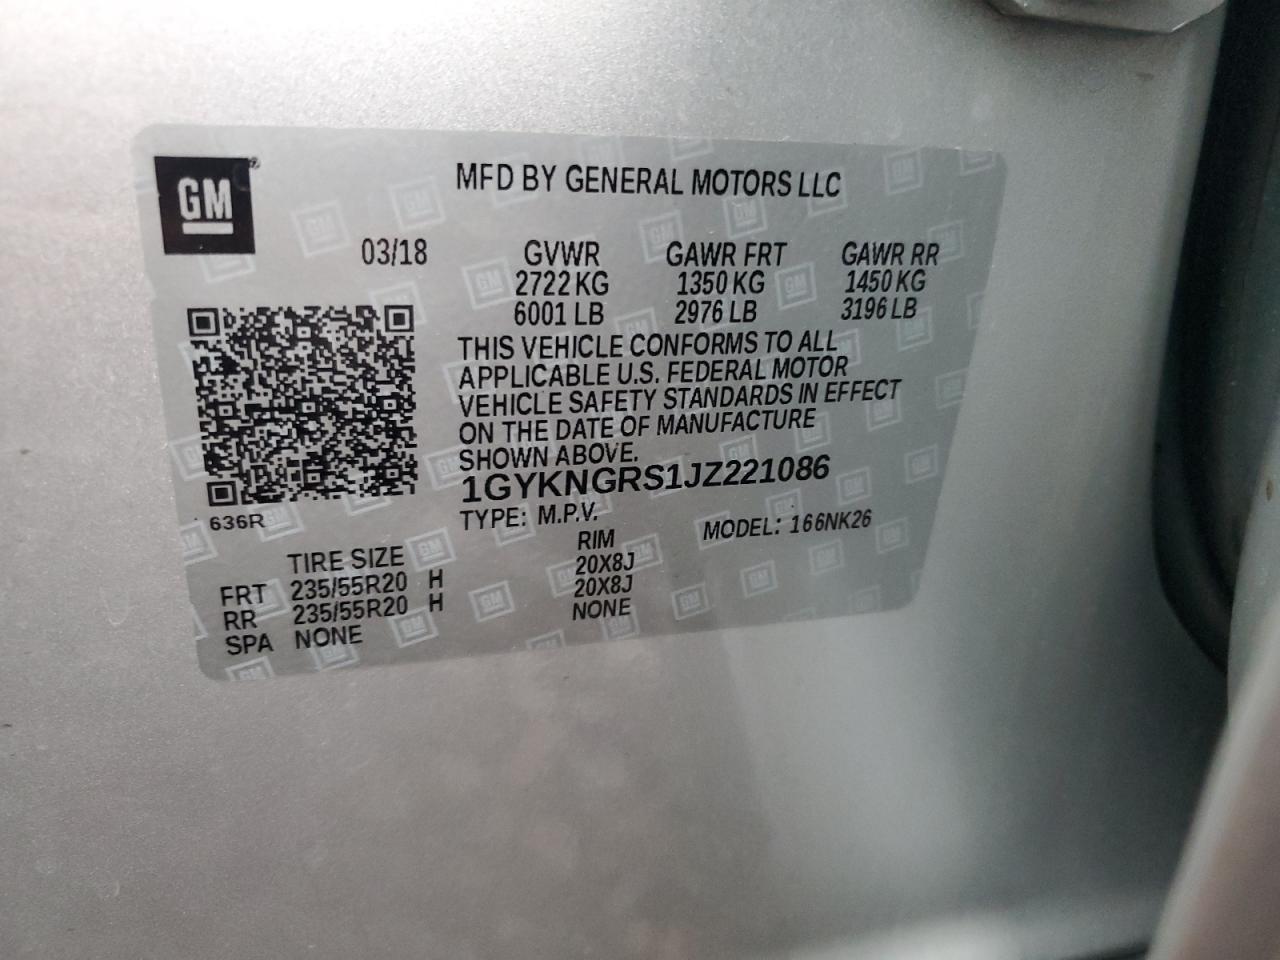 GM ®
MFD BY GENERAL MOTORS LLC
03/18 GVWR GAWR FRT GAWR RR
2722 KG 1350 KG 1450 KG
6001 LB 2976 LB 3196 LB
THIS VEHICLE CONFORMS TO ALL
APPLICABLE U.S. FEDERAL MOTOR
VEHICLE SAFETY STANDARDS IN EFFECT
ON THE DATE OF MANUFACTURE
SHOWN ABOVE.
1GYKNGRS1JZ221086
636R
TYPE: M.P.V. MODEL: 166NK26
TIRE SIZE RIM
FRT 235/55R20 H 20X8J
RR 235/55R20 H 20X8J
SPA NONE NONE